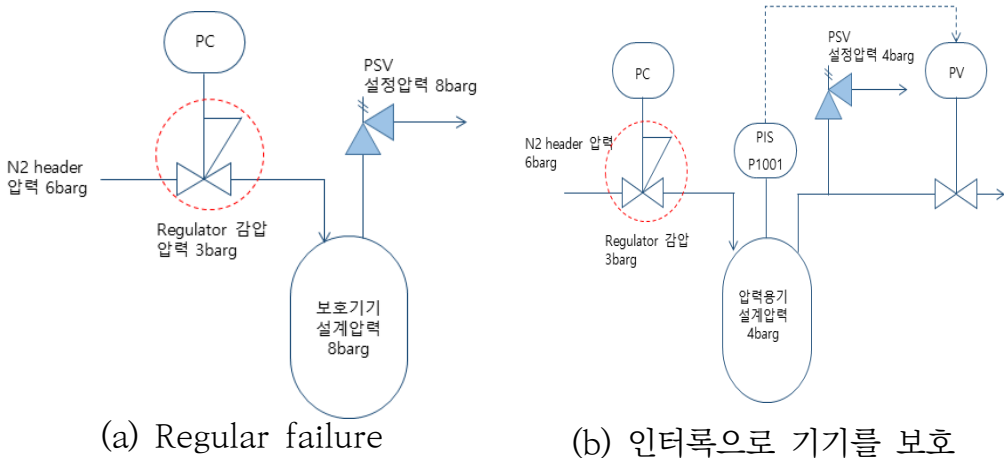 PC
PSV
설정압력 8barg
N2 header
압력 6barg
Regulator 감압
압력 3barg
보호기기
설계압력
8barg
(a) Regular failure
PC
PSV
설정압력 4barg
PV
N2 header 압력
6barg
PIS
P1001
Regulator 감압
3barg
압력용기
설계압력
4barg
(b) 인터록으로 기기를 보호